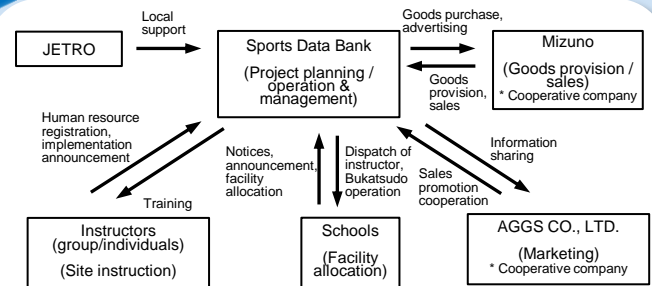 Local
support
Goods purchase,
advertising
JETRO
Sports Data Bank
(Project planning /
operation &
management)
Mizuno
(Goods provision /
sales)
* Cooperative company
Goods
provision,
sales
Human resource
registration,
implementation
announcement
Training
Notices,
announcement,
facility
allocation
Dispatch of
instructor,
Bukatsudo
operation
Sales
promotion
cooperation
Information
sharing
Instructors
(group/individuals)
(Site instruction)
Schools
(Facility
allocation)
AGGS CO., LTD.
(Marketing)
* Cooperative company